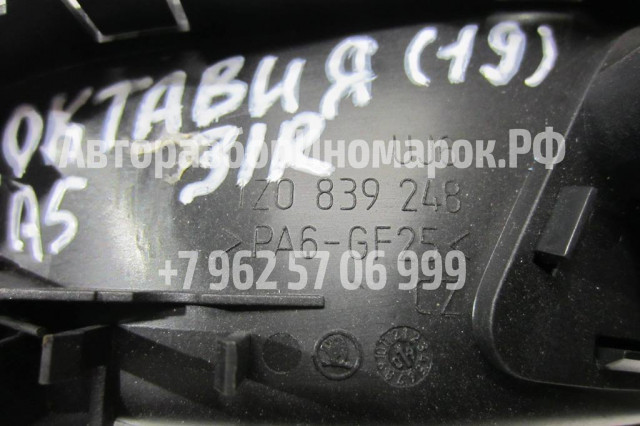 ОКТАВИЯ (19)
31R
A5
АвторазборИномарок.РФ
1Z0 839 248
>PA6-GF25<
+7 962 57 06 999
CZ